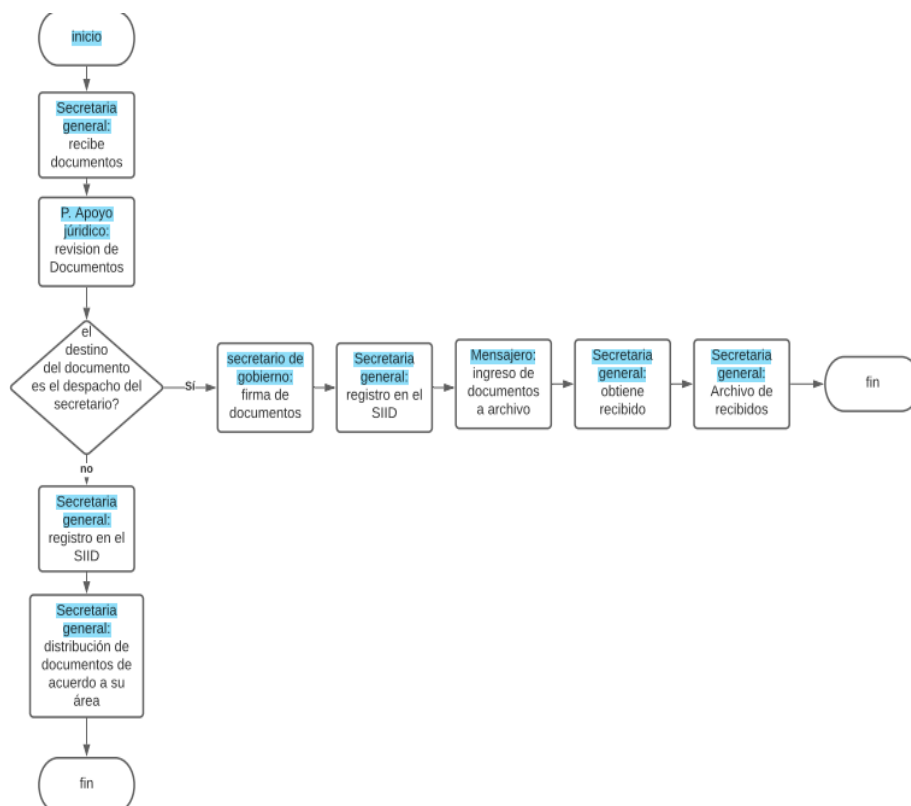 inicio
Secretaria
general:
recibe
documentos
P. Apoyo
júridico:
revision de
Documentos
el
destino
del documento
es el despacho del
secretario?
Sí
secretario de
gobierno:
firma de
documentos
Secretaria
general:
registro en el
SIID
Mensajero:
ingreso de
documentos
a archivo
Secretaria
general:
obtiene
recibido
Secretaria
general:
Archivo de
recibidos
fin
no
Secretaria
general:
registro en el
SIID
Secretaria
general:
distribución de
documentos de
acuerdo a su
área
fin